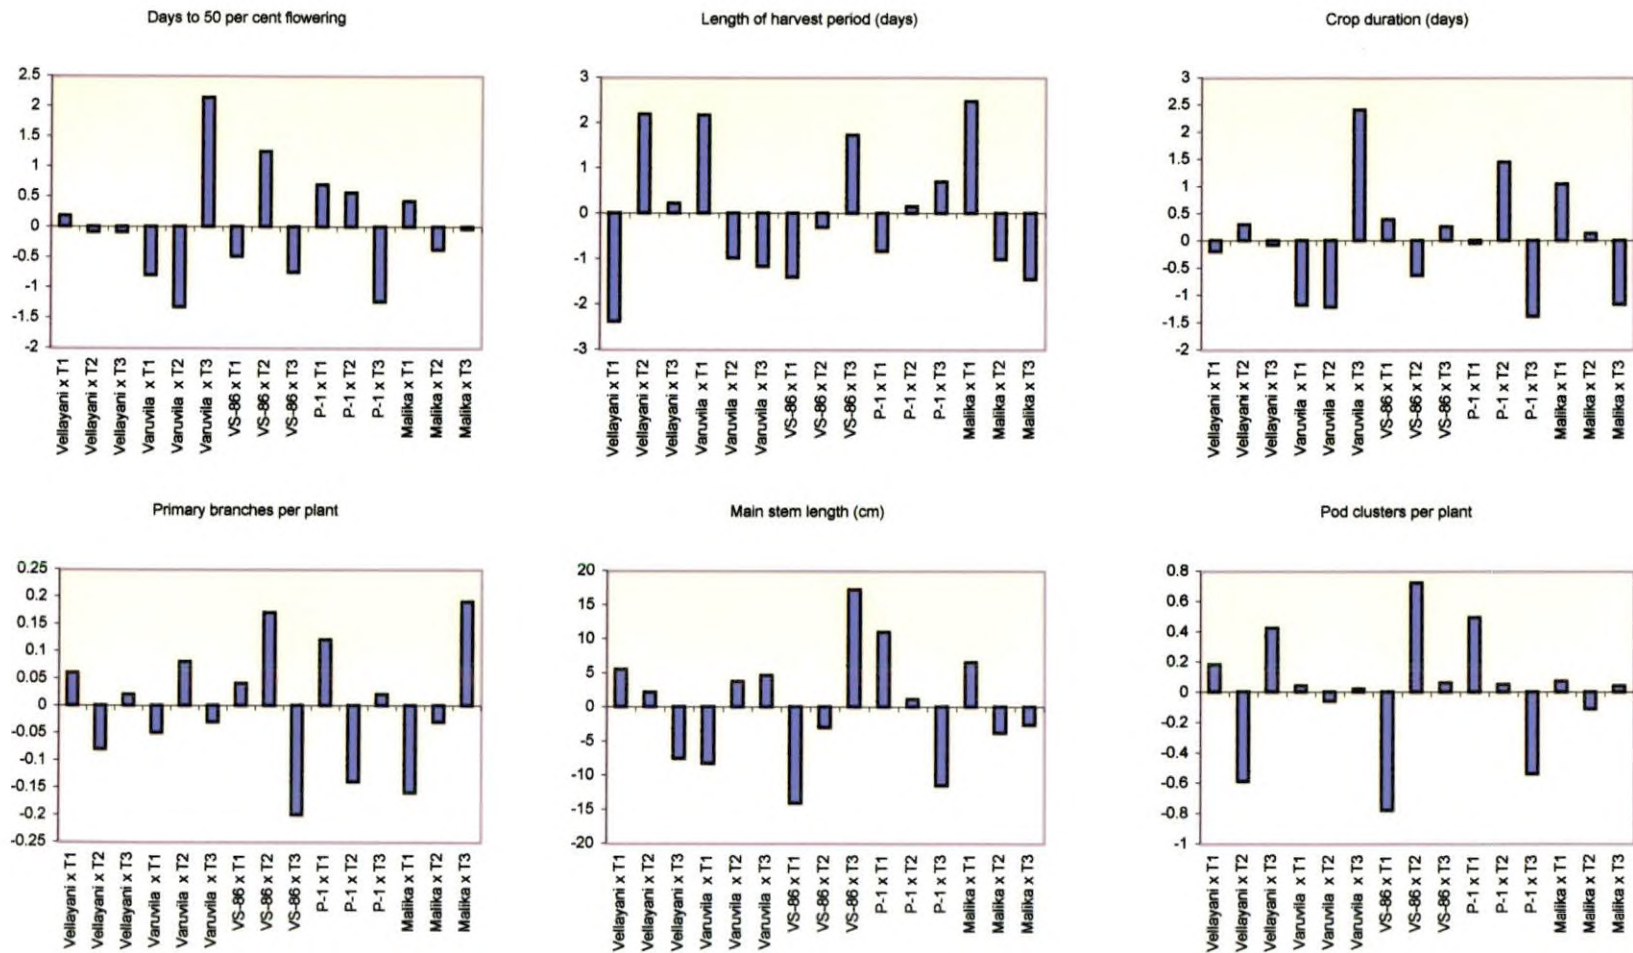 Days to 50 per cent flowering
2.5
2
1.5
1
0.5
0
-0.5
-1
-1.5
-2
Vellayani x T1
Vellayani x T2
Vellayani x T3
Varuvila x T1
Varuvila x T2
Varuvila x T3
VS-86 x T1
VS-86 x T2
VS-86 x T3
P-1 x T1
P-1 x T2
P-1 x T3
Malika x T1
Malika x T2
Malika x T3
Length of harvest period (days)
3
2
1
0
-1
-2
-3
Vellayani x T1
Vellayani x T2
Vellayani x T3
Varuvila x T1
Varuvila x T2
Varuvila x T3
VS-86 x T1
VS-86 x T2
VS-86 x T3
P-1 x T1
P-1 x T2
P-1 x T3
Malika x T1
Malika x T2
Malika x T3
Crop duration (days)
3
2.5
2
1.5
1
0.5
0
-0.5
-1
-1.5
-2
Vellayani x T1
Vellayani x T2
Vellayani x T3
Varuvila x T1
Varuvila x T2
Varuvila x T3
VS-86 x T1
VS-86 x T2
VS-86 x T3
P-1 x T1
P-1 x T2
P-1 x T3
Malika x T1
Malika x T2
Malika x T3
Primary branches per plant
0.25
0.2
0.15
0.1
0.05
0
-0.05
-0.1
-0.15
-0.2
-0.25
Vellayani x T1
Vellayani x T2
Vellayani x T3
Varuvila x T1
Varuvila x T2
Varuvila x T3
VS-86 x T1
VS-86 x T2
VS-86 x T3
P-1 x T1
P-1 x T2
P-1 x T3
Malika x T1
Malika x T2
Malika x T3
Main stem length (cm)
20
15
10
5
0
-5
-10
-15
-20
Vellayani x T1
Vellayani x T2
Vellayani x T3
Varuvila x T1
Varuvila x T2
Varuvila x T3
VS-86 x T1
VS-86 x T2
VS-86 x T3
P-1 x T1
P-1 x T2
P-1 x T3
Malika x T1
Malika x T2
Malika x T3
Pod clusters per plant
0.8
0.6
0.4
0.2
0
-0.2
-0.4
-0.6
-0.8
-1
Vellayani x T1
Vellayani x T2
Vellayani x T3
Varuvila x T1
Varuvila x T2
Varuvila x T3
VS-86 x T1
VS-86 x T2
VS-86 x T3
P-1 x T1
P-1 x T2
P-1 x T3
Malika x T1
Malika x T2
Malika x T3